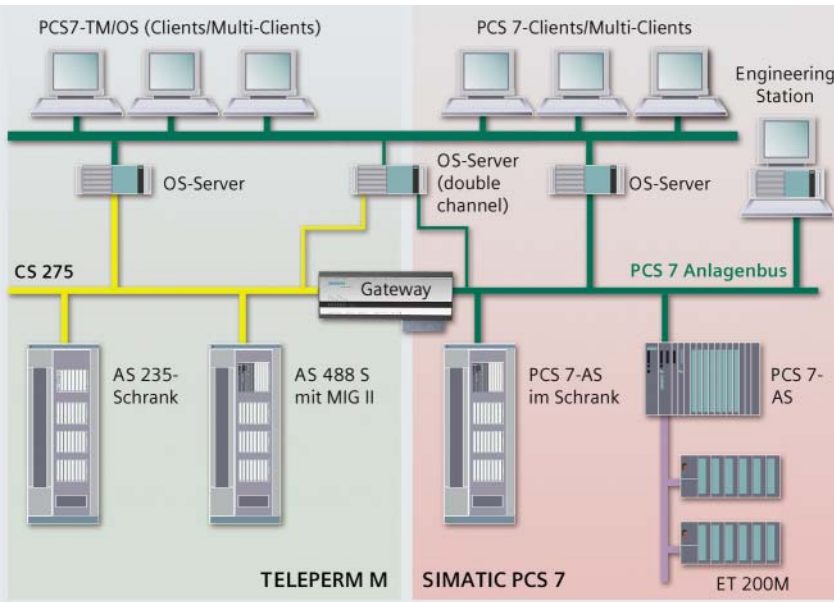 PCS7-TM/OS (Clients/Multi-Clients)
PCS 7-Clients/Multi-Clients
Engineering
Station
OS-Server
OS-Server
(double
channel)
OS-Server
CS 275
Gateway
PCS 7 Anlagenbus
AS 235-
Schrank
AS 488 S
mit MIG II
PCS 7-AS
im Schrank
PCS 7-
AS
TELEPERM M
SIMATIC PCS 7
ET 200M